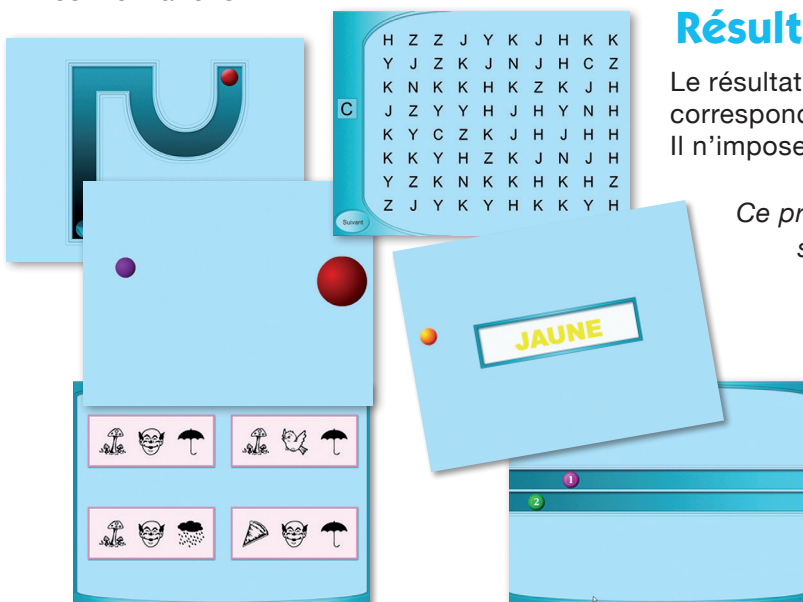 Résult
Le résultat
correspond
Il n'impose
Ce pr
s
H Z Z J Y K J H K K
Y J Z K J N J H C Z
K N K K H K Z K J H
C
J Z Y Y H J H Y N H
K Y C Z K J H J H H
K K Y H Z K J N J H
Y Z K N K K H K H Z
Z J Y K Y H K K Y H
Suivant
JAUNE
1
2